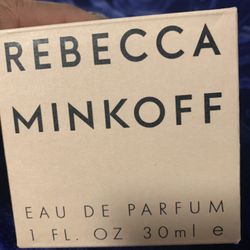 REBECCA
MINKOFF
EAU DE PARFUM
1 FL. OZ 30ml e